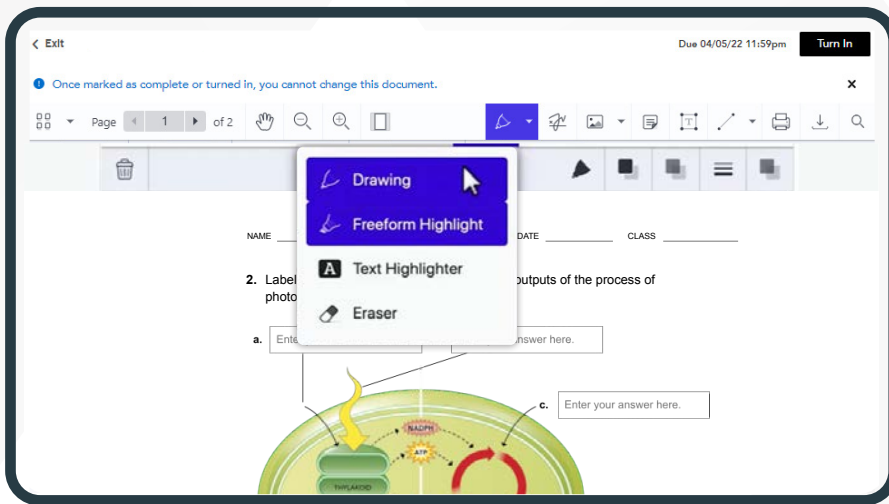 Exit
Due 04/05/22 11:59pm
Turn In
Once marked as complete or turned in, you cannot change this document.
Page 1 of 2
Drawing
Freeform Highlight
Text Highlighter
Eraser
NAME
DATE
CLASS
2. Label
outputs of the process of
photo
a.
answer here.
c. Enter your answer here.
NADPH
ATP
THYLAKOID